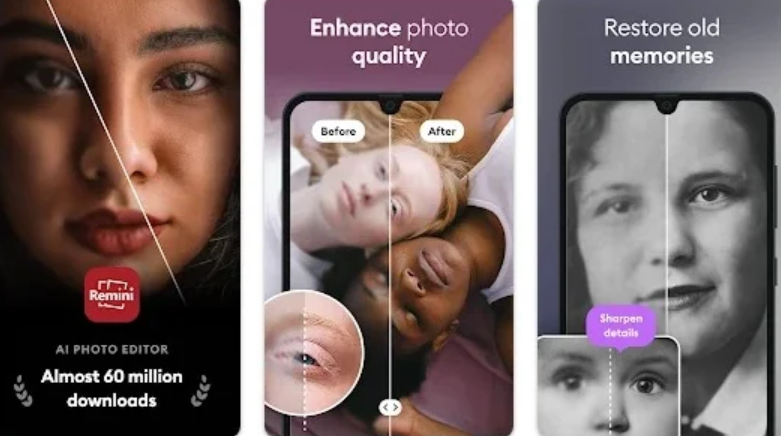 Remini
AI PHOTO EDITOR
Almost 60 million
downloads
Enhance photo
quality
Before
After
Restore old
memories
Sharpen
details